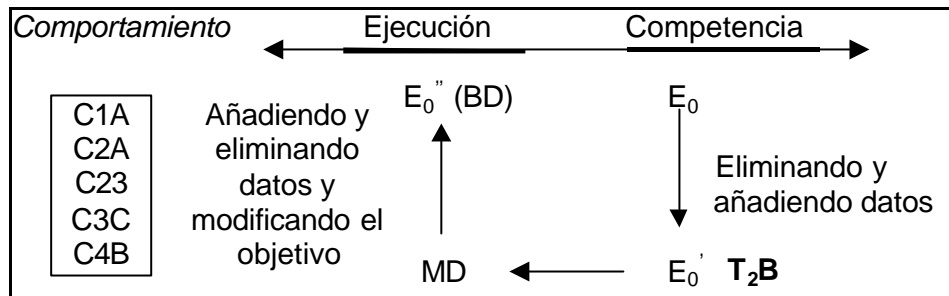 Comportamiento Ejecución Competencia
C1A
C2A
C23
C3C
C4B
Añadiendo y
eliminando
datos y
modificando el
objetivo
E₀'' (BD)
MD
E₀
Eliminando y
añadiendo datos
E₀' T₂B